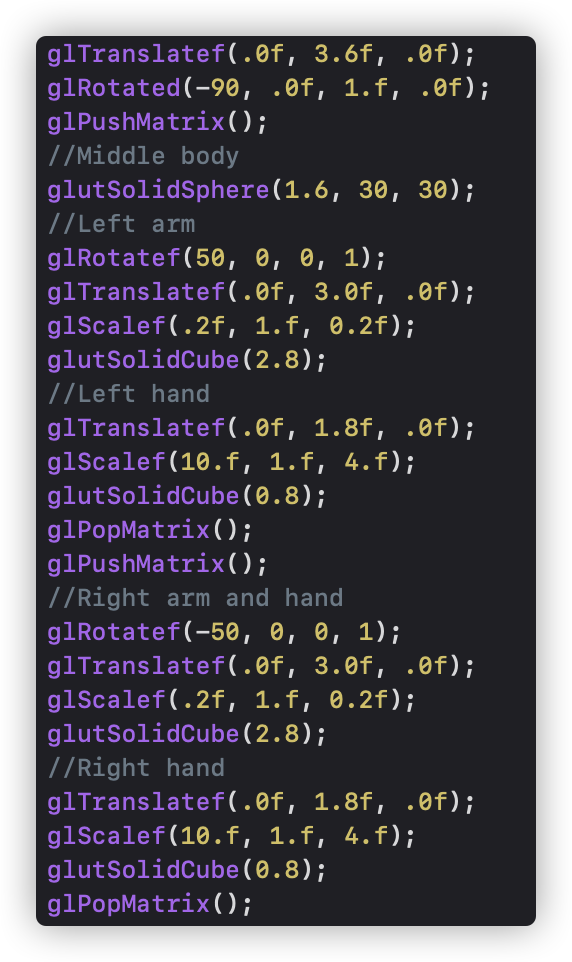 glTranslatef(.0f, 3.6f, .0f);
glRotated(-90, .0f, 1.f, .0f);
glPushMatrix();
//Middle body
glutSolidSphere(1.6, 30, 30);
//Left arm
glRotatef(50, 0, 0, 1);
glTranslatef(.0f, 3.0f, .0f);
glScalef(.2f, 1.f, 0.2f);
glutSolidCube(2.8);
//Left hand
glTranslatef(.0f, 1.8f, .0f);
glScalef(10.f, 1.f, 4.f);
glutSolidCube(0.8);
glPopMatrix();
glPushMatrix();
//Right arm and hand
glRotatef(-50, 0, 0, 1);
glTranslatef(.0f, 3.0f, .0f);
glScalef(.2f, 1.f, 0.2f);
glutSolidCube(2.8);
//Right hand
glTranslatef(.0f, 1.8f, .0f);
glScalef(10.f, 1.f, 4.f);
glutSolidCube(0.8);
glPopMatrix();